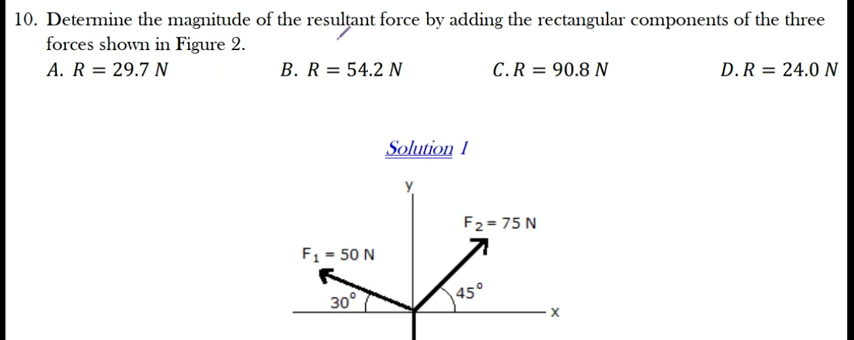 10. Determine the magnitude of the resultant force by adding the rectangular components of the three
forces shown in Figure 2.
A. R = 29.7 N B. R = 54.2 N C. R = 90.8 N D. R = 24.0 N
Solution 1
y
F₂ = 75 N
F₁ = 50 N
30° 45°
x